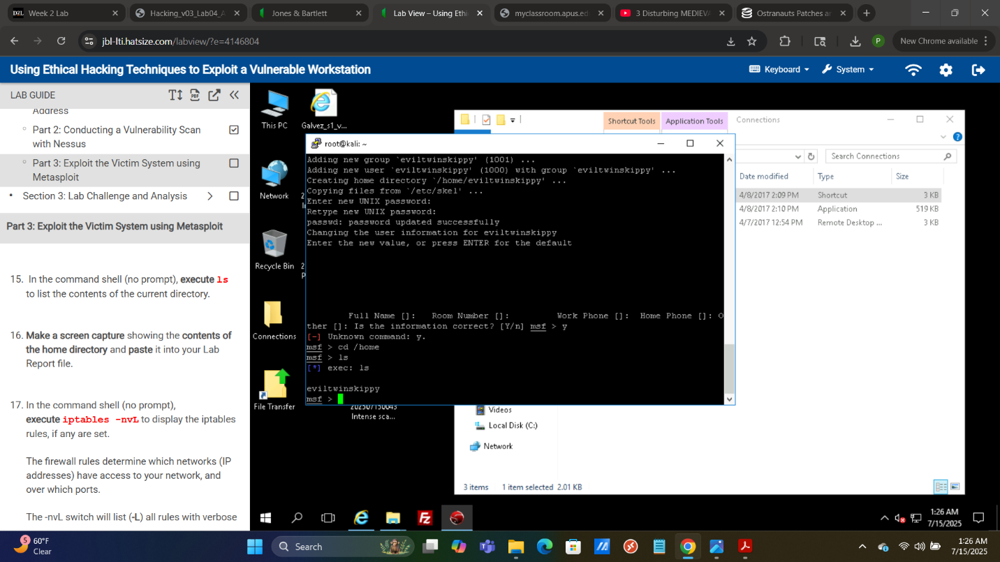 Week 2 Lab
Hacking_v03_Lab04_A
Jones & Bartlett
Lab View – Using Ethi
myclassroom.apus.ed
3 Disturbing MEDIEVA
Ostranauts Patches a
jbl-lti.hatsize.com/labview/?e=4146804
P
New Chrome available
Using Ethical Hacking Techniques to Exploit a Vulnerable Workstation
Keyboard
System
LAB GUIDE
PDF
Address
Part 2: Conducting a Vulnerability Scan
with Nessus
Part 3: Exploit the Victim System using
Metasploit
Section 3: Lab Challenge and Analysis
Part 3: Exploit the Victim System using Metasploit
15. In the command shell (no prompt), execute ls
to list the contents of the current directory.
16. Make a screen capture showing the contents of
the home directory and paste it into your Lab
Report file.
17. In the command shell (no prompt),
execute iptables -nvL to display the iptables
rules, if any are set.
The firewall rules determine which networks (IP
addresses) have access to your network, and
over which ports.
The -nvL switch will list (-L) all rules with verbose
This PC
Galvez_s1_v...
Network
Recycle Bin
Connections
File Transfer
202507150043
Intense sca...
root@kali: ~
Adding new group `eviltwinskippy' (1001) ...
Adding new user `eviltwinskippy' (1000) with group `eviltwinskippy' ...
Creating home directory `/home/eviltwinskippy' ...
Copying files from `/etc/skel' ...
Enter new UNIX password:
Retype new UNIX password:
passwd: password updated successfully
Changing the user information for eviltwinskippy
Enter the new value, or press ENTER for the default
Full Name []: Room Number []: Work Phone []: Home Phone []: O
ther []: Is the information correct? [Y/n] msf > y
[-] Unknown command: y.
msf > cd /home
msf > ls
[*] exec: ls
eviltwinskippy
msf >
Shortcut Tools
Application Tools
Connections
Search Connections
Date modified
Type
Size
4/8/2017 2:09 PM
Shortcut
3 KB
4/8/2017 2:10 PM
Application
519 KB
4/7/2017 12:54 PM
Remote Desktop ...
3 KB
Videos
Local Disk (C:)
Network
3 items
1 item selected 2.01 KB
1:26 AM
7/15/2025
5
60°F
Clear
Search
1:26 AM
7/15/2025